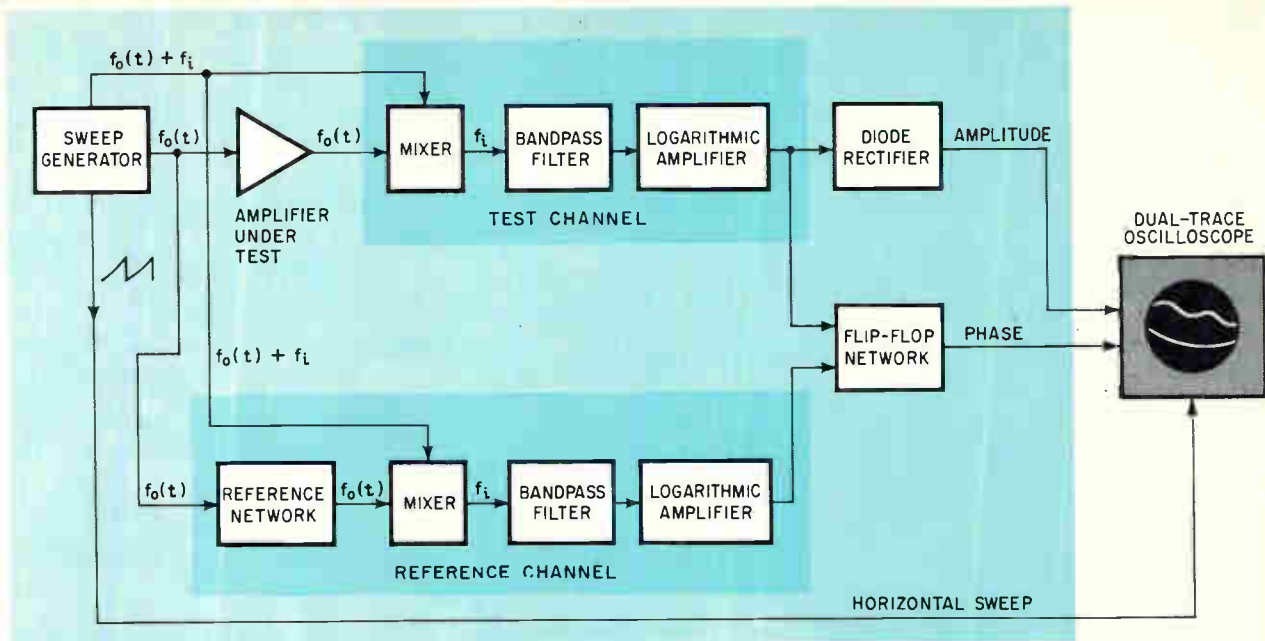 f₀(t) + fᵢ
SWEEP
GENERATOR
f₀(t)
AMPLIFIER
UNDER
TEST
f₀(t)
MIXER
fᵢ
BANDPASS
FILTER
LOGARITHMIC
AMPLIFIER
TEST CHANNEL
DIODE
RECTIFIER
AMPLITUDE
DUAL-TRACE
OSCILLOSCOPE
FLIP-FLOP
NETWORK
PHASE
f₀(t) + fᵢ
f₀(t)
REFERENCE
NETWORK
f₀(t)
MIXER
fᵢ
BANDPASS
FILTER
LOGARITHMIC
AMPLIFIER
REFERENCE CHANNEL
HORIZONTAL SWEEP